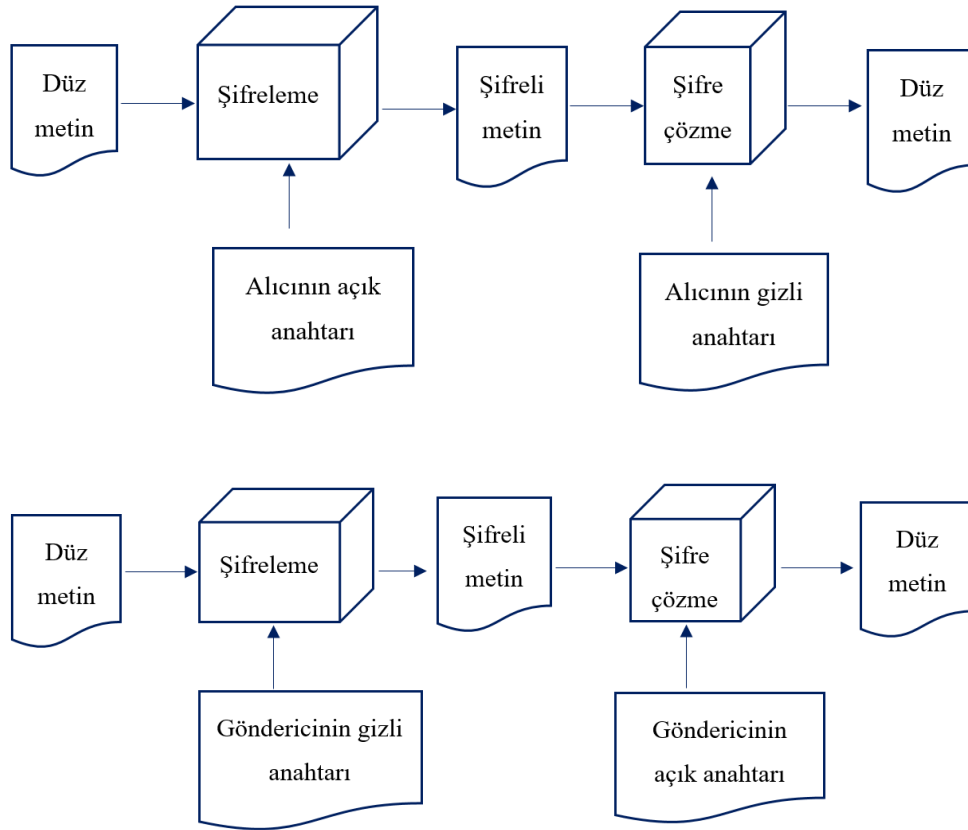 Düz
metin
Şifreleme
Şifreli
metin
Şifre
çözme
Düz
metin
Alıcının açık
anahtarı
Alıcının gizli
anahtarı
Düz
metin
Şifreleme
Şifreli
metin
Şifre
çözme
Düz
metin
Göndericinin gizli
anahtarı
Göndericinin
açık anahtarı